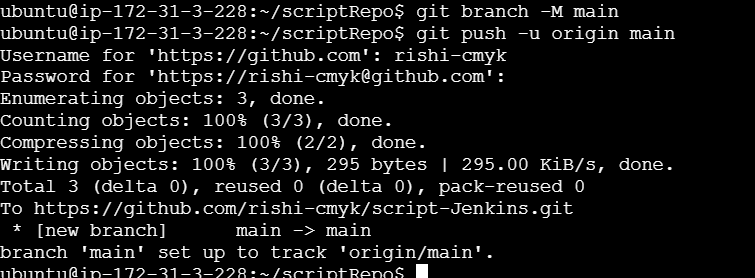 ubuntu@ip-172-31-3-228:~/scriptRepo$ git branch -M main
ubuntu@ip-172-31-3-228:~/scriptRepo$ git push -u origin main
Username for 'https://github.com': rishi-cmyk
Password for 'https://rishi-cmyk@github.com':
Enumerating objects: 3, done.
Counting objects: 100% (3/3), done.
Compressing objects: 100% (2/2), done.
Writing objects: 100% (3/3), 295 bytes | 295.00 KiB/s, done.
Total 3 (delta 0), reused 0 (delta 0), pack-reused 0
To https://github.com/rishi-cmyk/script-Jenkins.git
 * [new branch]      main -> main
branch 'main' set up to track 'origin/main'.
ubuntu@ip-172-31-3-228:~/scriptRepo$